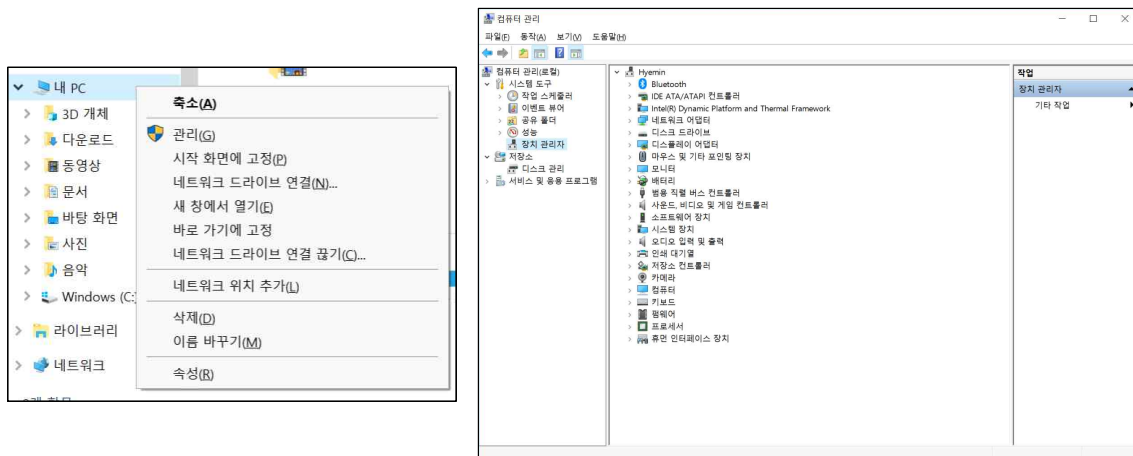 내 PC
3D 개체
다운로드
동영상
문서
바탕 화면
사진
음악
Windows (C:)
라이브러리
네트워크
축소(A)
관리(G)
시작 화면에 고정(P)
네트워크 드라이브 연결(N)...
새 창에서 열기(E)
바로 가기에 고정
네트워크 드라이브 연결 끊기(C)...
네트워크 위치 추가(L)
삭제(D)
이름 바꾸기(M)
속성(R)
컴퓨터 관리
파일(F) 동작(A) 보기(V) 도움말(H)
컴퓨터 관리(로컬)
시스템 도구
작업 스케줄러
이벤트 뷰어
공유 폴더
성능
장치 관리자
저장소
디스크 관리
서비스 및 응용 프로그램
Hyemin
Bluetooth
IDE ATA/ATAPI 컨트롤러
Intel(R) Dynamic Platform and Thermal Framework
네트워크 어댑터
디스크 드라이브
디스플레이 어댑터
마우스 및 기타 포인팅 장치
모니터
배터리
범용 직렬 버스 컨트롤러
사운드, 비디오 및 게임 컨트롤러
소프트웨어 장치
시스템 장치
오디오 입력 및 출력
인쇄 대기열
저장소 컨트롤러
카메라
컴퓨터
키보드
펌웨어
프로세서
휴먼 인터페이스 장치
작업
장치 관리자
기타 작업